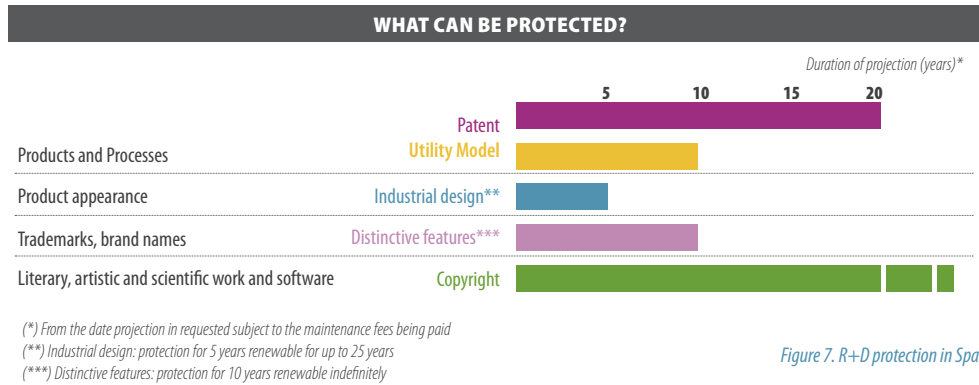 WHAT CAN BE PROTECTED?
Duration of projection (years)*
5 10 15 20
Patent
Products and Processes Utility Model
Product appearance Industrial design**
Trademarks, brand names Distinctive features***
Literary, artistic and scientific work and software Copyright
(*) From the date projection in requested subject to the maintenance fees being paid
(**) Industrial design: protection for 5 years renewable for up to 25 years
(***) Distinctive features: protection for 10 years renewable indefinitely
Figure 7. R+D protection in Spa